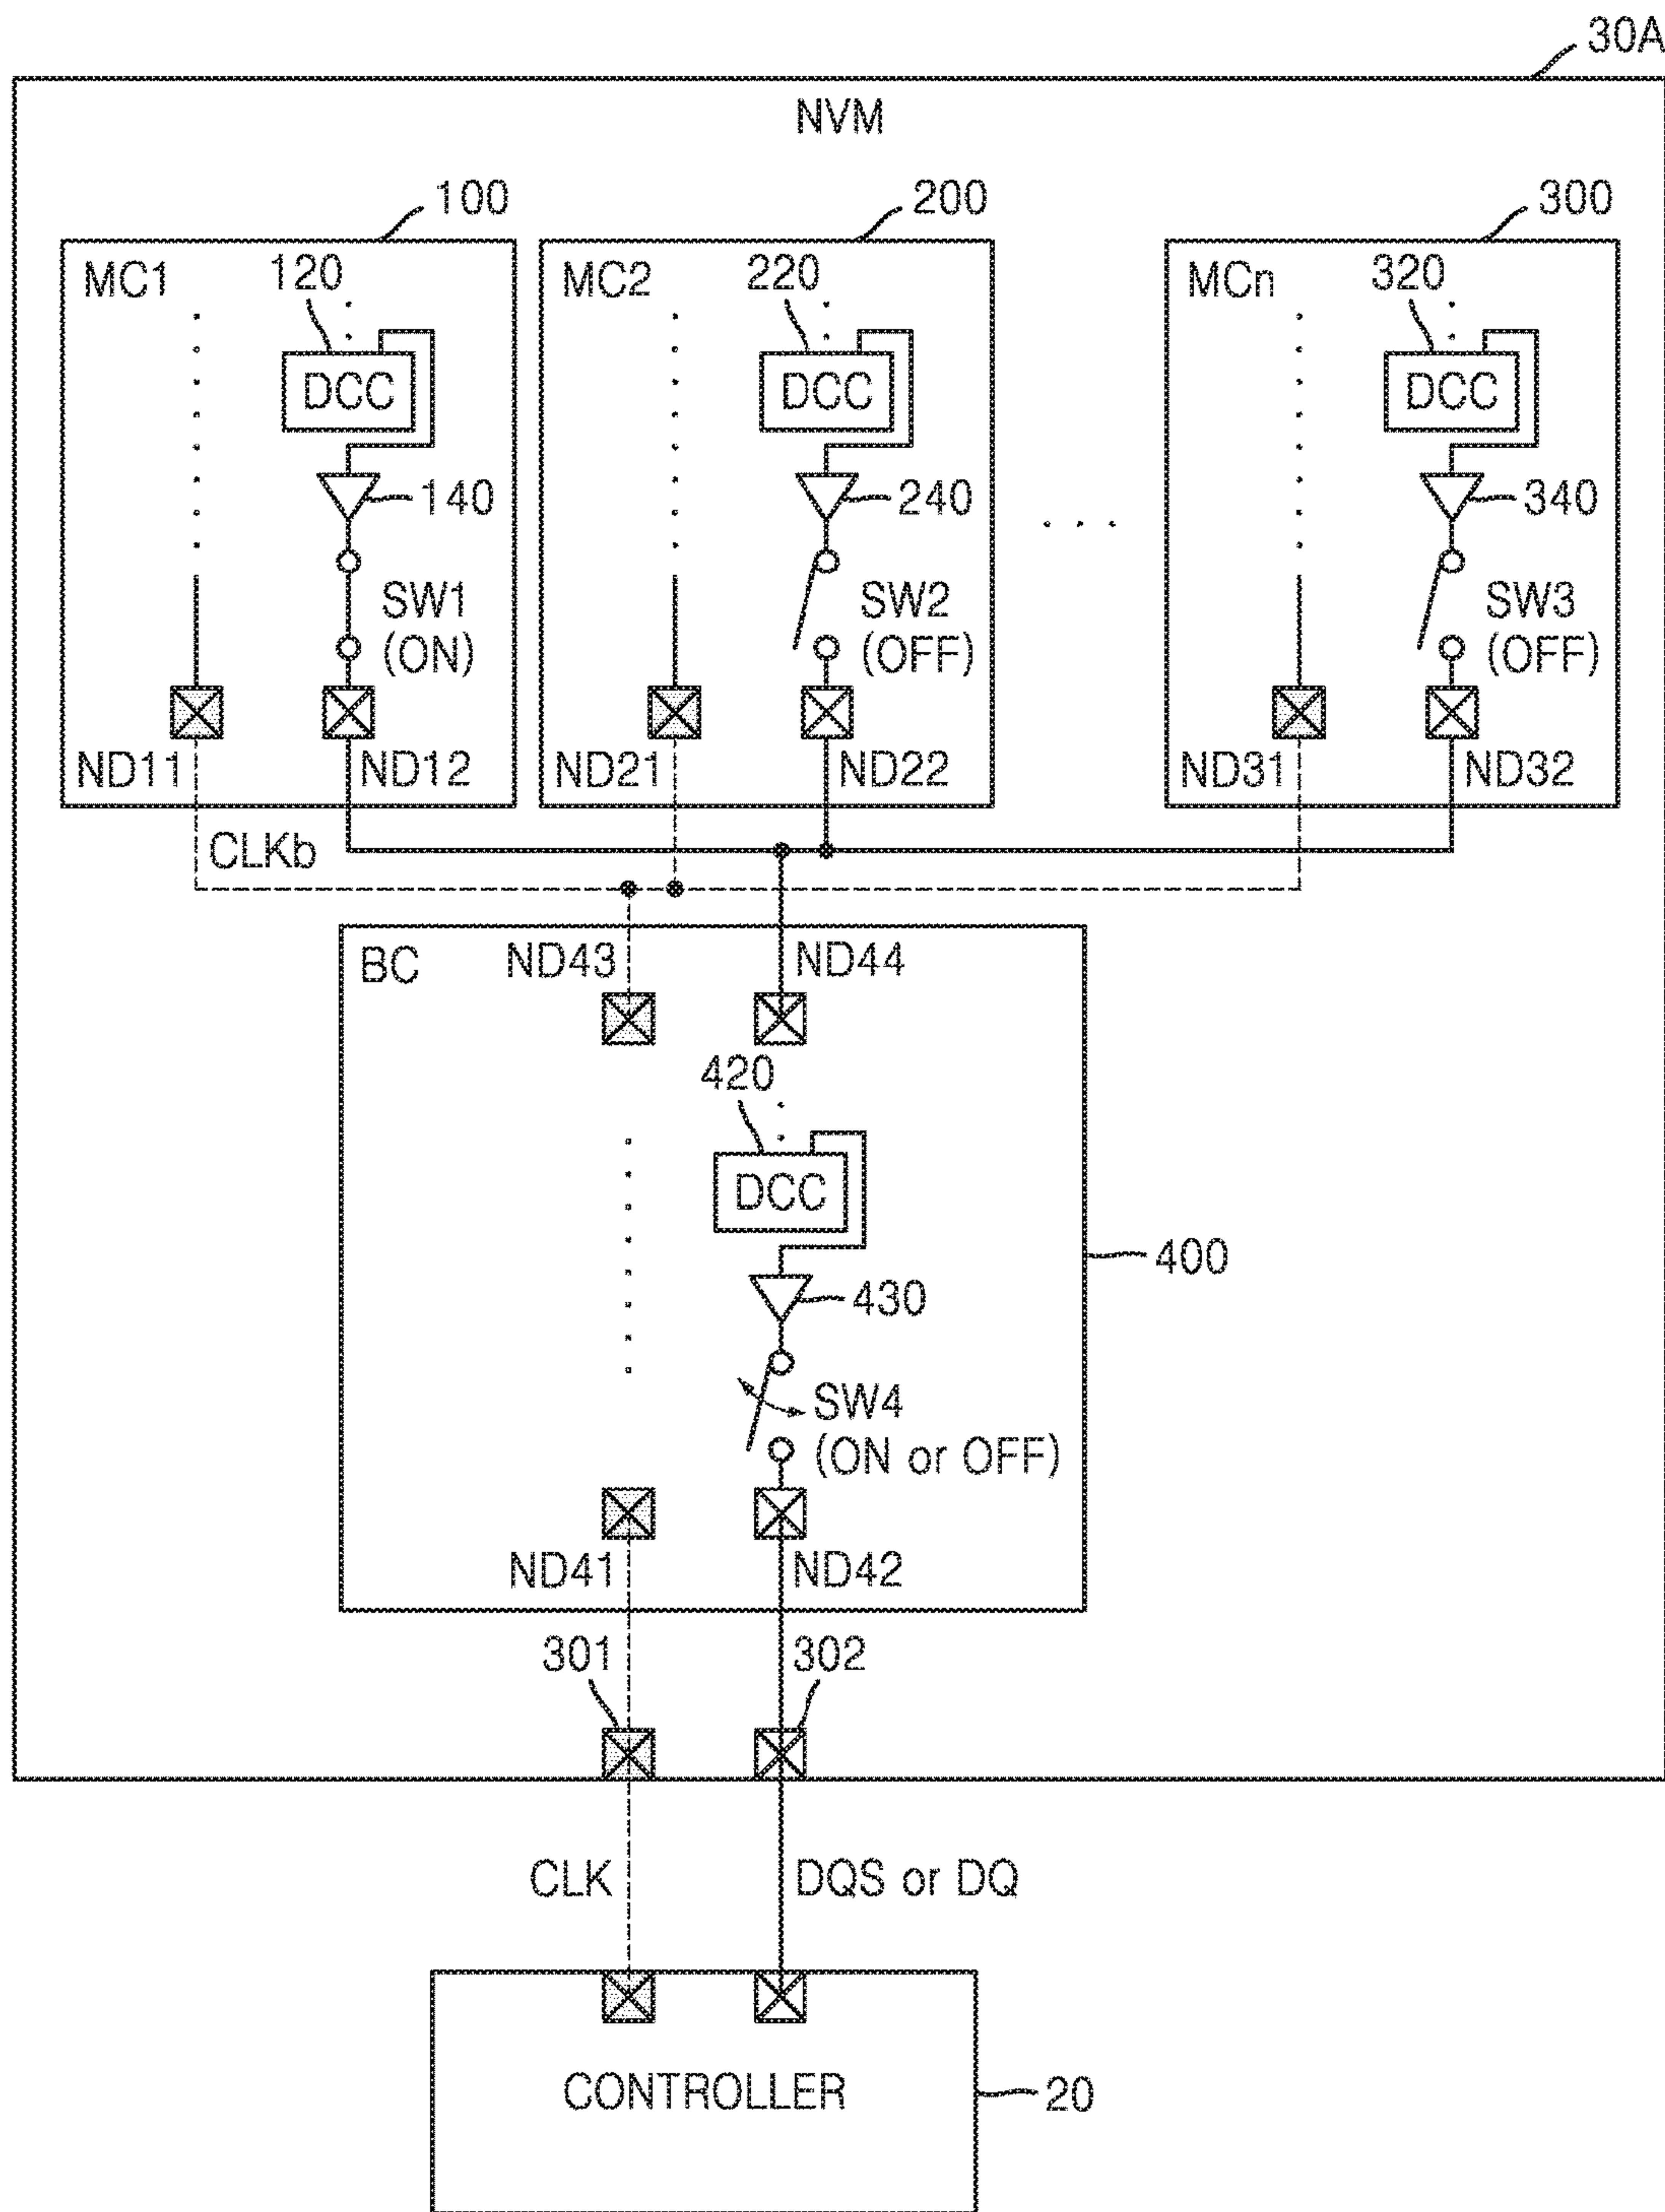 30A
NVM
100
200
300
MC1
120
MC2
220
MCn
320
DCC
DCC
DCC
140
240
340
SW1
(ON)
SW2
(OFF)
SW3
(OFF)
ND11
ND12
ND21
ND22
ND31
ND32
CLKb
BC
ND43
ND44
420
DCC
400
430
SW4
(ON or OFF)
ND41
ND42
301
302
CLK
DQS or DQ
CONTROLLER
20